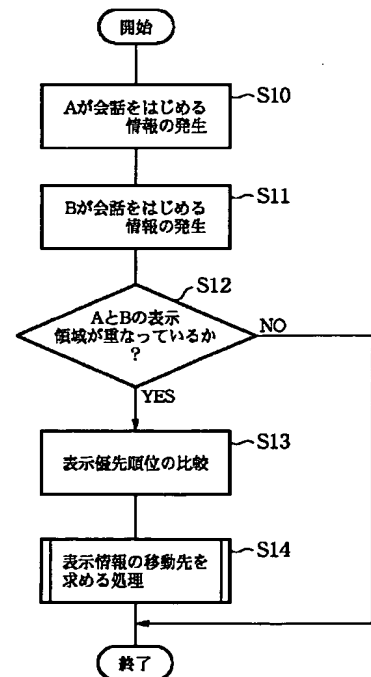 開始
Aが会話をはじめる
情報の発生
S10
Bが会話をはじめる
情報の発生
S11
S12
AとBの表示
領域が重なっているか
?
NO
YES
表示優先順位の比較
S13
表示情報の移動先を
求める処理
S14
終了